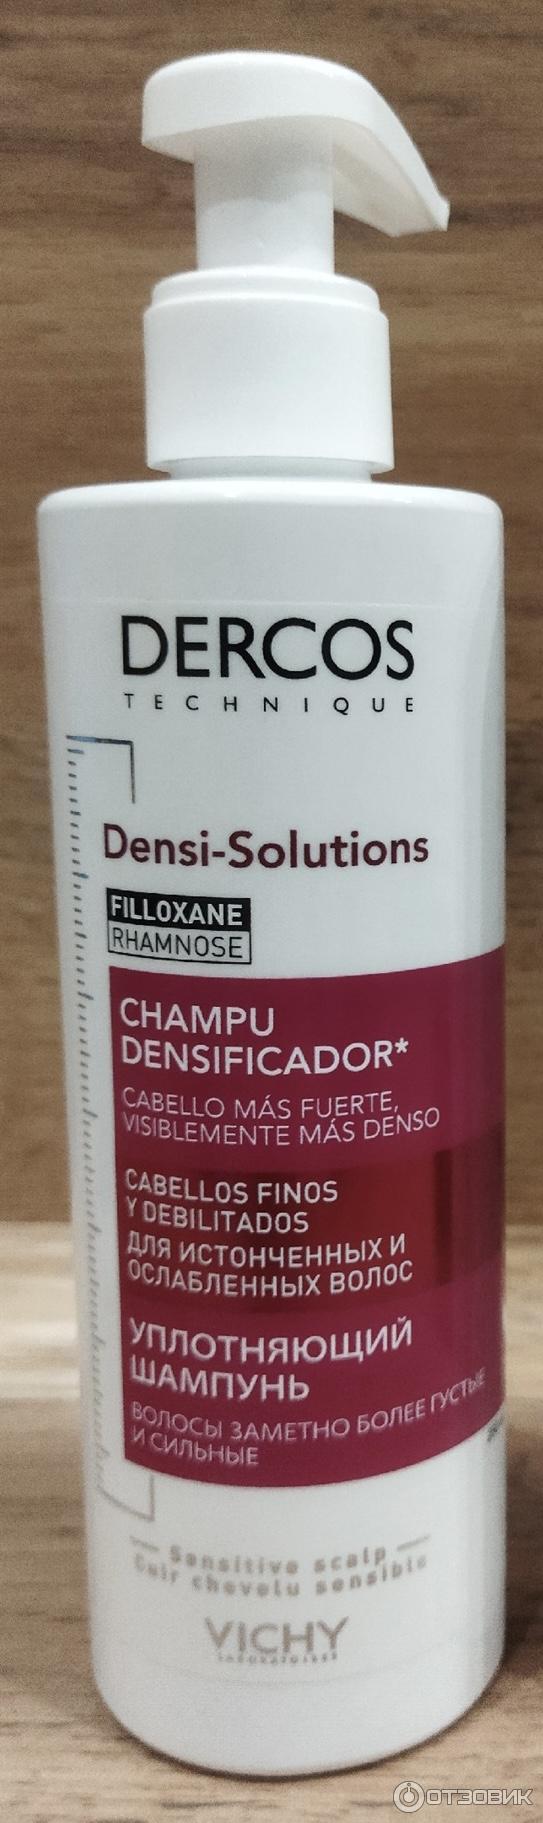 DERCOS
TECHNIQUE
Densi-Solutions
FILLOXANE
RHAMNOSE
CHAMPU
DENSIFICADOR*
CABELLO MÁS FUERTE,
VISIBLEMENTE MÁS DENSO
CABELLOS FINOS
Y DEBILITADOS
ДЛЯ ИСТОНЧЕННЫХ И
ОСЛАБЛЕННЫХ ВОЛОС
УПЛОТНЯЮЩИЙ
ШАМПУНЬ
ВОЛОСЫ ЗАМЕТНО БОЛЕЕ ГУСТЫЕ
И СИЛЬНЫЕ
Sensitive scalp
Cuir chevelu sensible
VICHY
LABORATOIRES
ОТЗОВИК